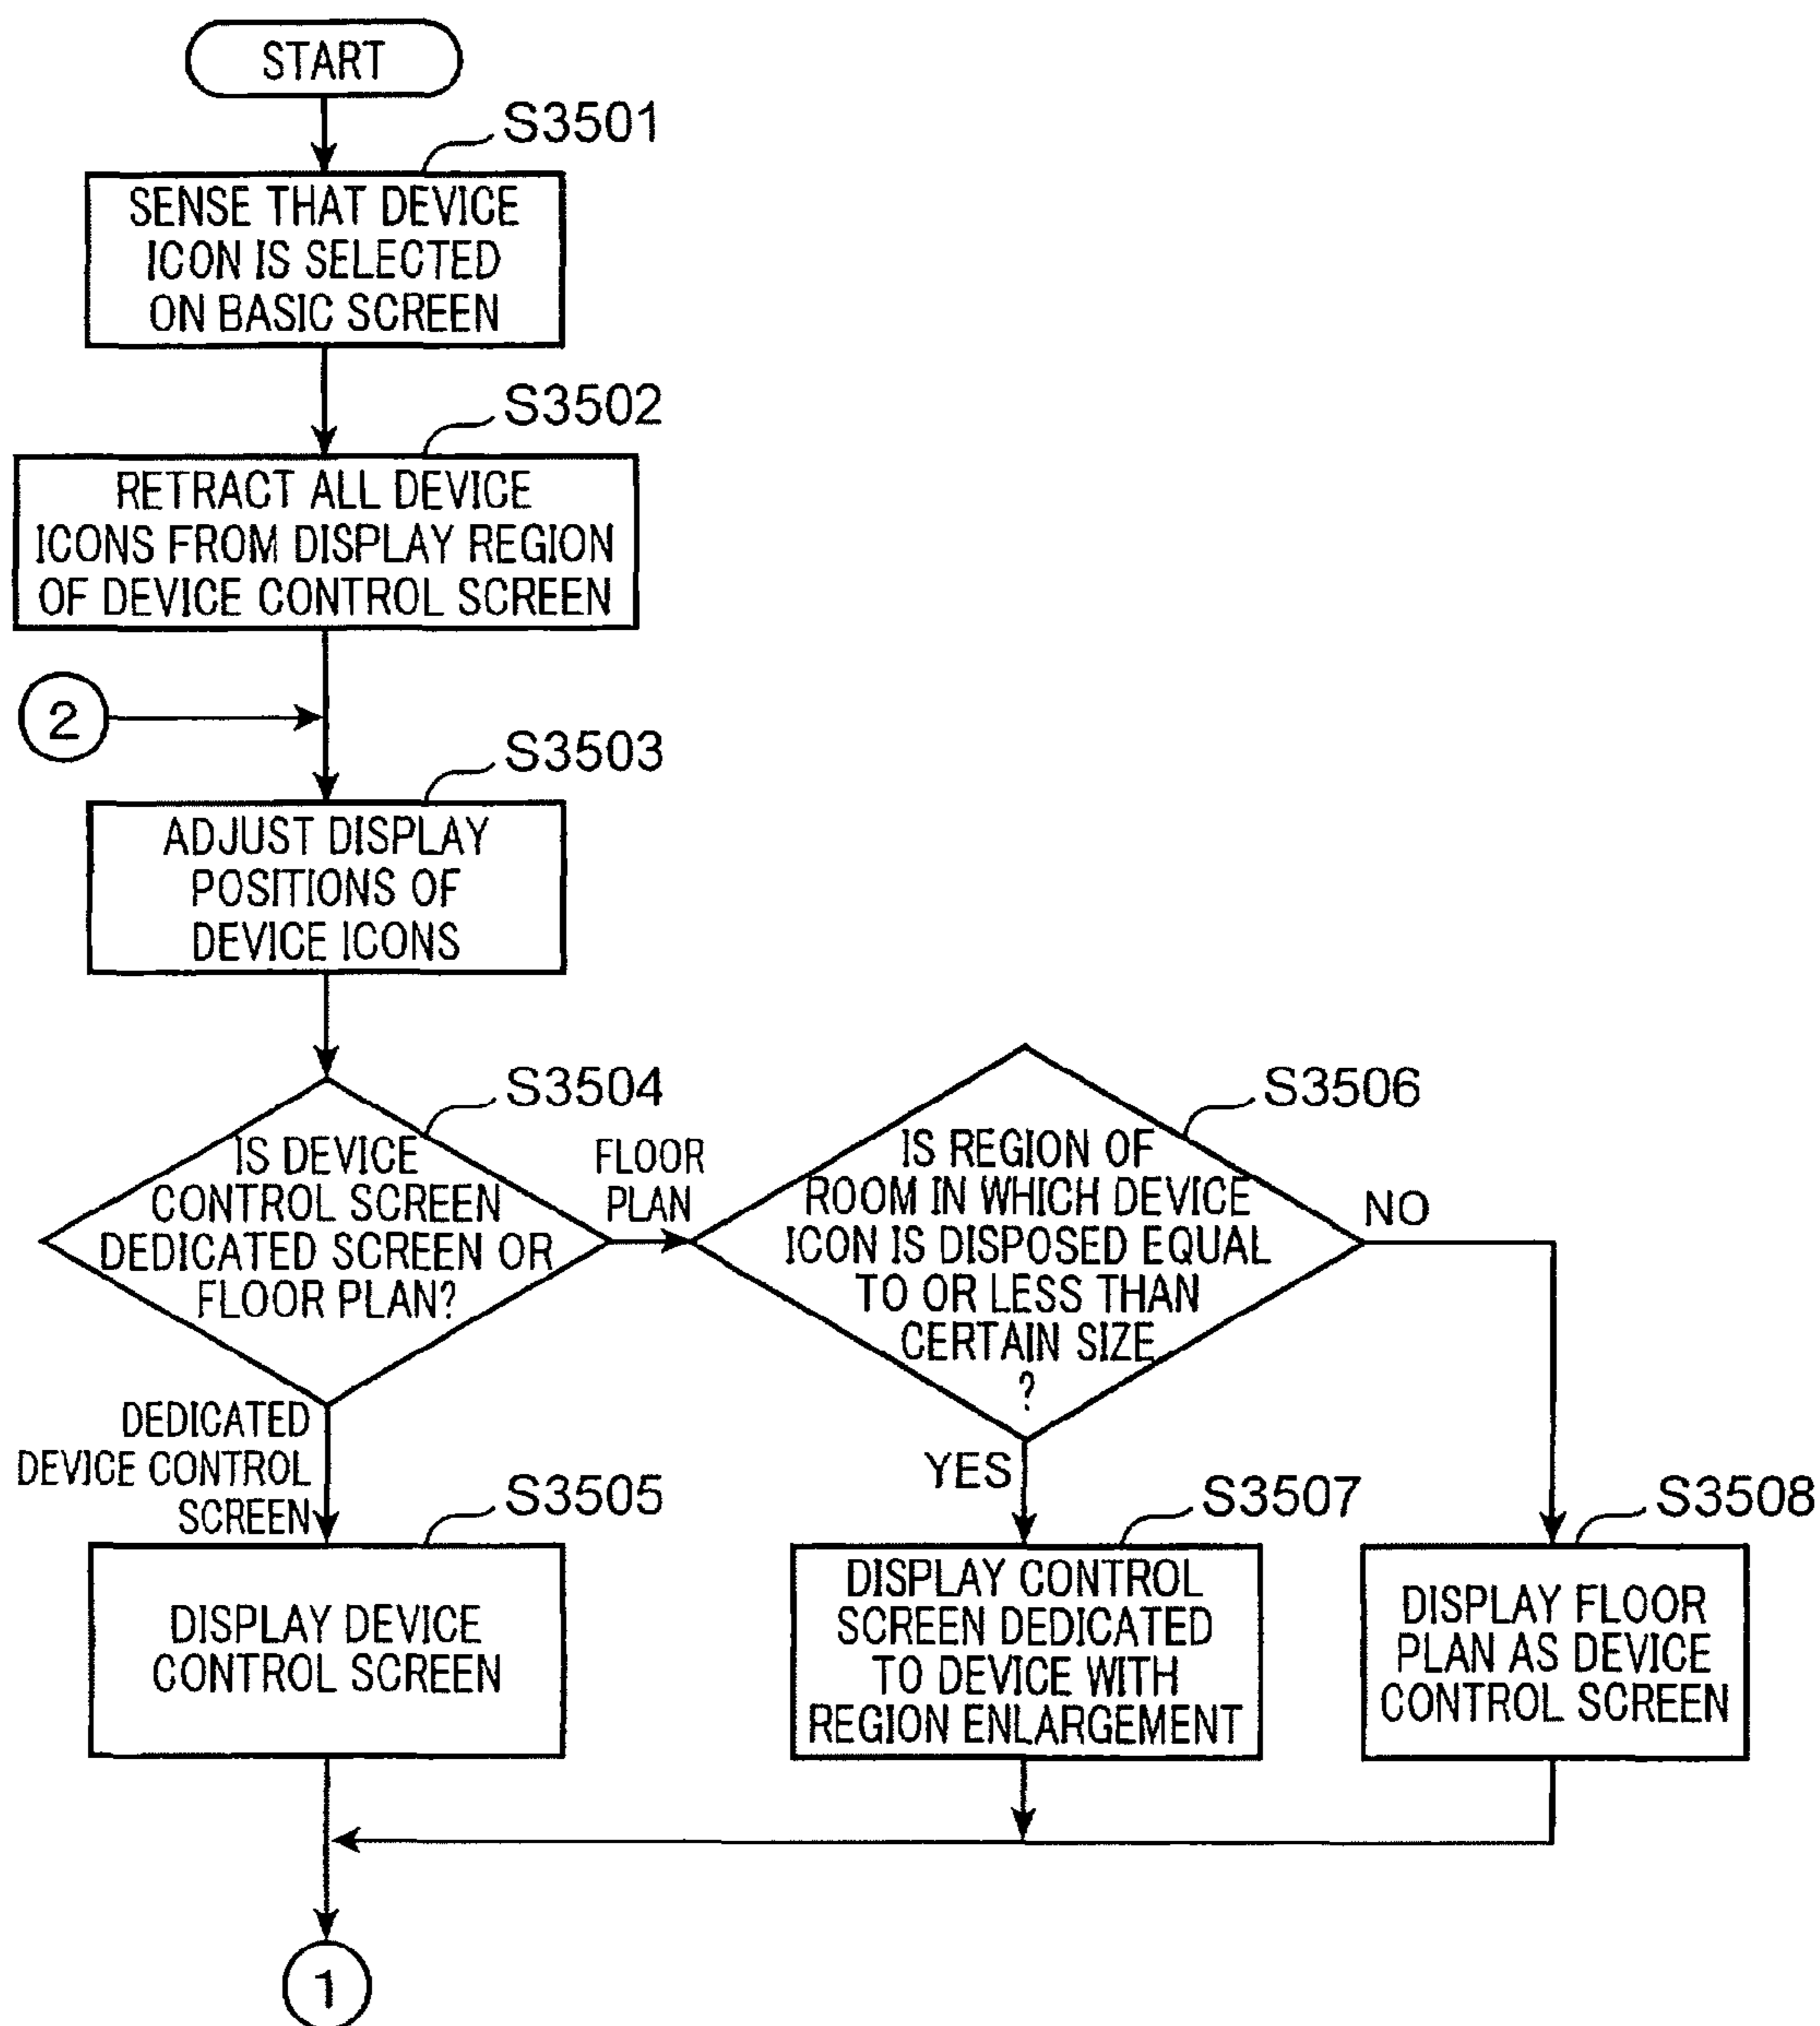 START
S3501
SENSE THAT DEVICE
ICON IS SELECTED
ON BASIC SCREEN
S3502
RETRACT ALL DEVICE
ICONS FROM DISPLAY REGION
OF DEVICE CONTROL SCREEN
2
S3503
ADJUST DISPLAY
POSITIONS OF
DEVICE ICONS
S3504
IS DEVICE
CONTROL SCREEN
DEDICATED SCREEN OR
FLOOR PLAN?
FLOOR
PLAN
S3506
IS REGION OF
ROOM IN WHICH DEVICE
ICON IS DISPOSED EQUAL
TO OR LESS THAN
CERTAIN SIZE
?
NO
DEDICATED
DEVICE CONTROL
SCREEN
YES
S3505
DISPLAY DEVICE
CONTROL SCREEN
S3507
DISPLAY CONTROL
SCREEN DEDICATED
TO DEVICE WITH
REGION ENLARGEMENT
S3508
DISPLAY FLOOR
PLAN AS DEVICE
CONTROL SCREEN
1